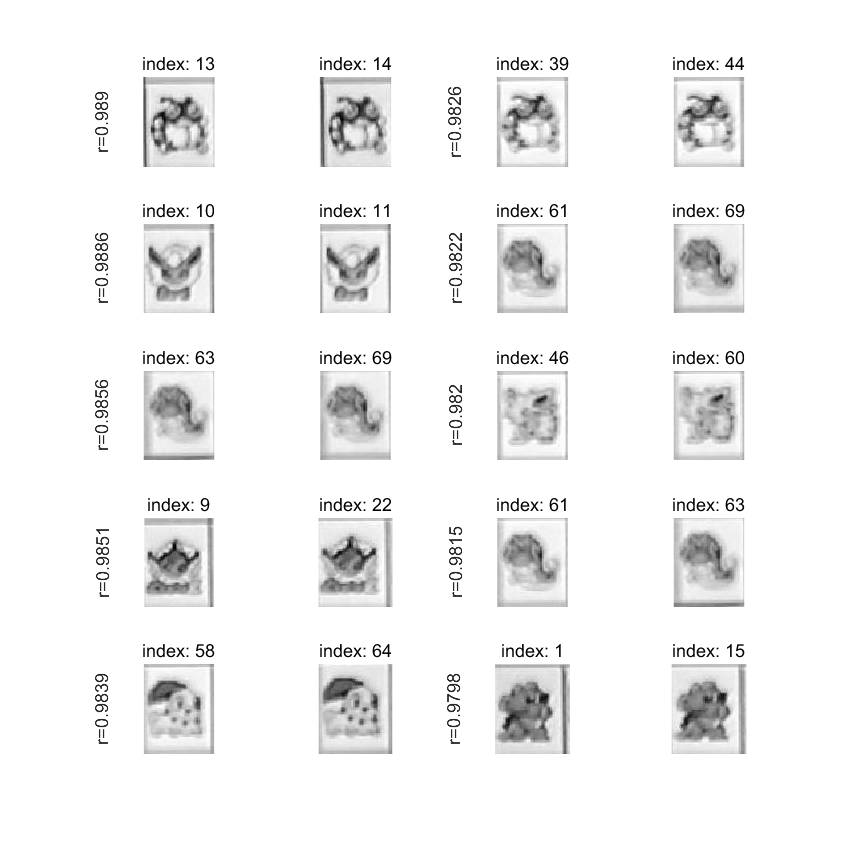 index: 13 index: 14 index: 39 index: 44
r=0.989 r=0.9826
index: 10 index: 11 index: 61 index: 69
r=0.9886 r=0.9822
index: 63 index: 69 index: 46 index: 60
r=0.9856 r=0.982
index: 9 index: 22 index: 61 index: 63
r=0.9851 r=0.9815
index: 58 index: 64 index: 1 index: 15
r=0.9839 r=0.9798